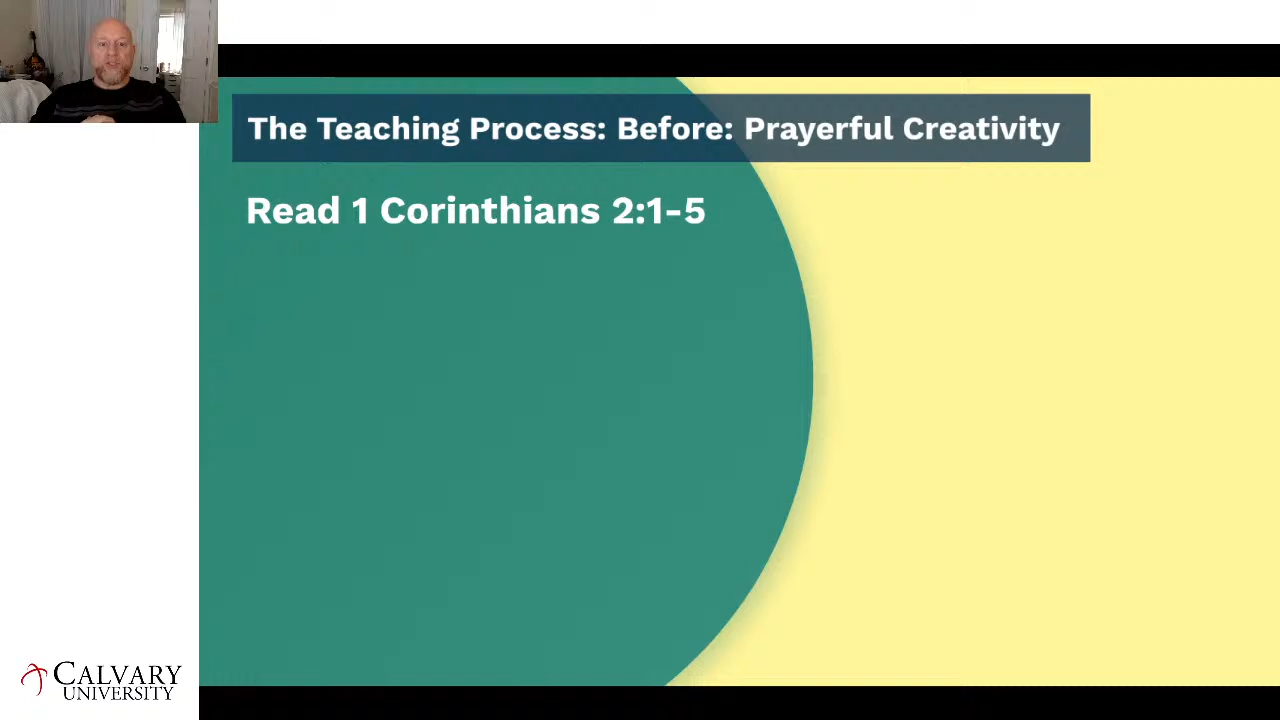 The Teaching Process: Before: Prayerful Creativity
Read 1 Corinthians 2:1-5
CALVARY
UNIVERSITY